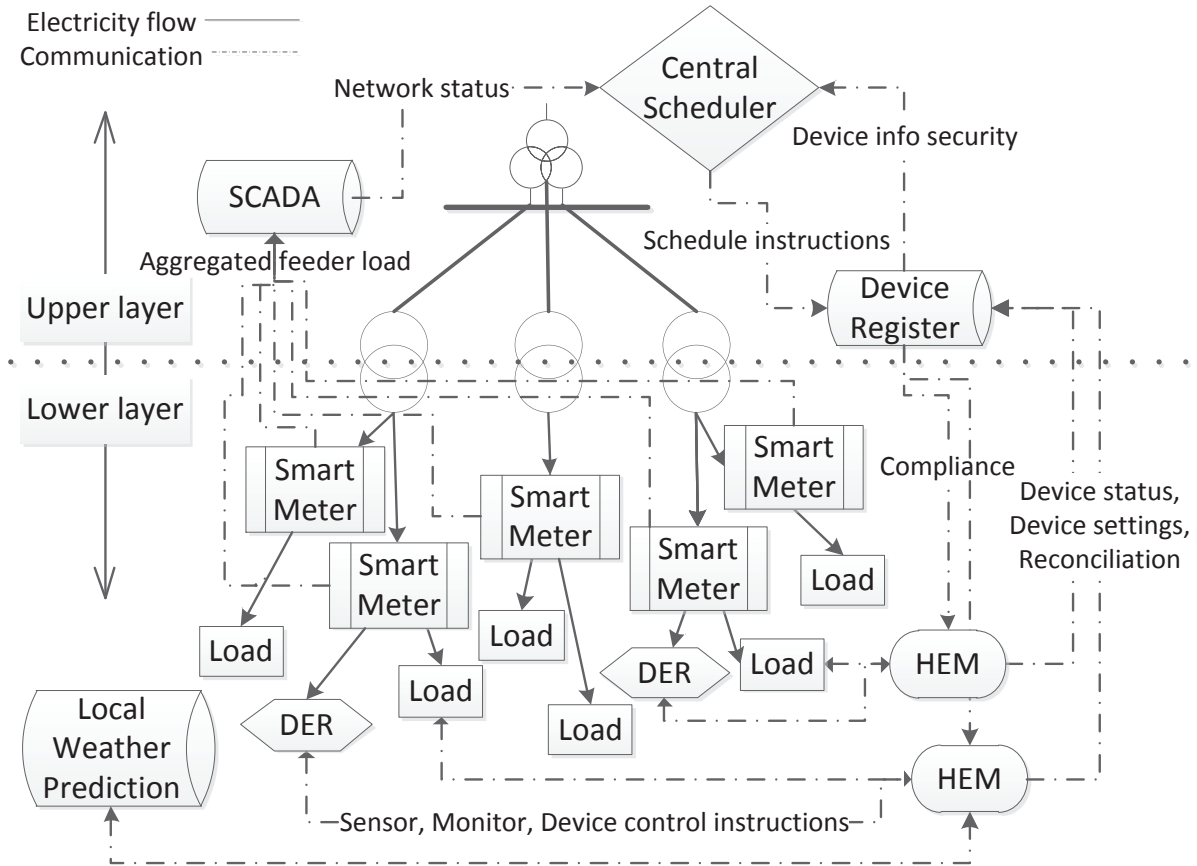 Electricity flow
Communication
Network status
Central
Scheduler
Device info security
SCADA
Schedule instructions
Aggregated feeder load
Device
Register
Upper layer
Lower layer
Smart
Meter
Smart
Meter
Smart
Meter
Smart
Meter
Smart
Meter
Compliance
Device status,
Device settings,
Reconciliation
Load
Load
Load
Load
Load
Load
DER
DER
HEM
HEM
Local
Weather
Prediction
Sensor, Monitor, Device control instructions